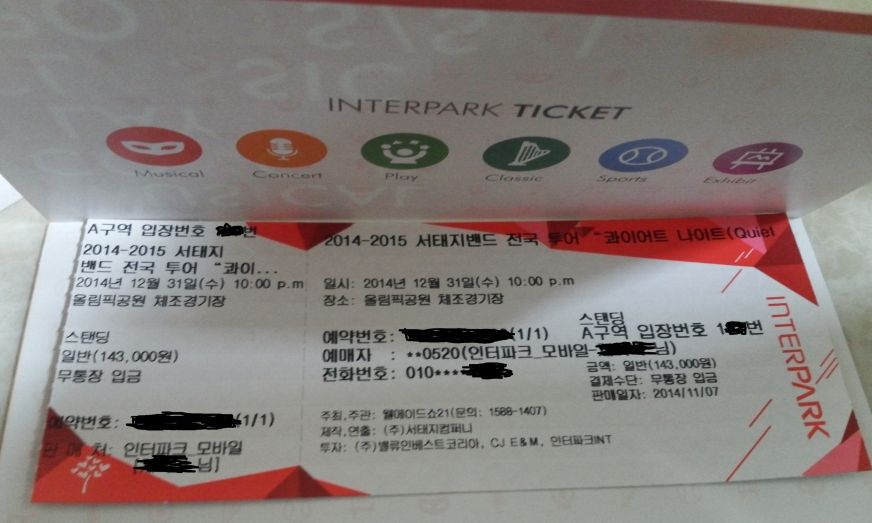 INTERPARK TICKET
Musical
Concert
Play
Classic
Sports
Exhibit
A구역 입장번호 번
2014-2015 서태지
밴드 전국 투어 “콰이...
2014년 12월 31일(수) 10:00 p.m
올림픽공원 체조경기장
스탠딩
일반(143,000원)
무통장 입금
예약번호: (1/1)
판 매 처: 인터파크 모바일
님]
2014-2015 서태지밴드 전국 투어 “콰이어트 나이트(Quiet
일시: 2014년 12월 31일(수) 10:00 p.m
장소: 올림픽공원 체조경기장
스탠딩
A구역 입장번호 1 번
예약번호: (1/1)
예매자 : **0520(인터파크_모바일- 님)
전화번호: 010***
금액: 일반(143,000원)
결제수단: 무통장 입금
판매일자: 2014/11/07
주최,주관: 웰메이드쇼21(문의: 1588-1407)
제작,연출: (주)서태지컴퍼니
투자: (주)밸류인베스트코리아, CJ E&M, 인터파크INT
INTERPARK